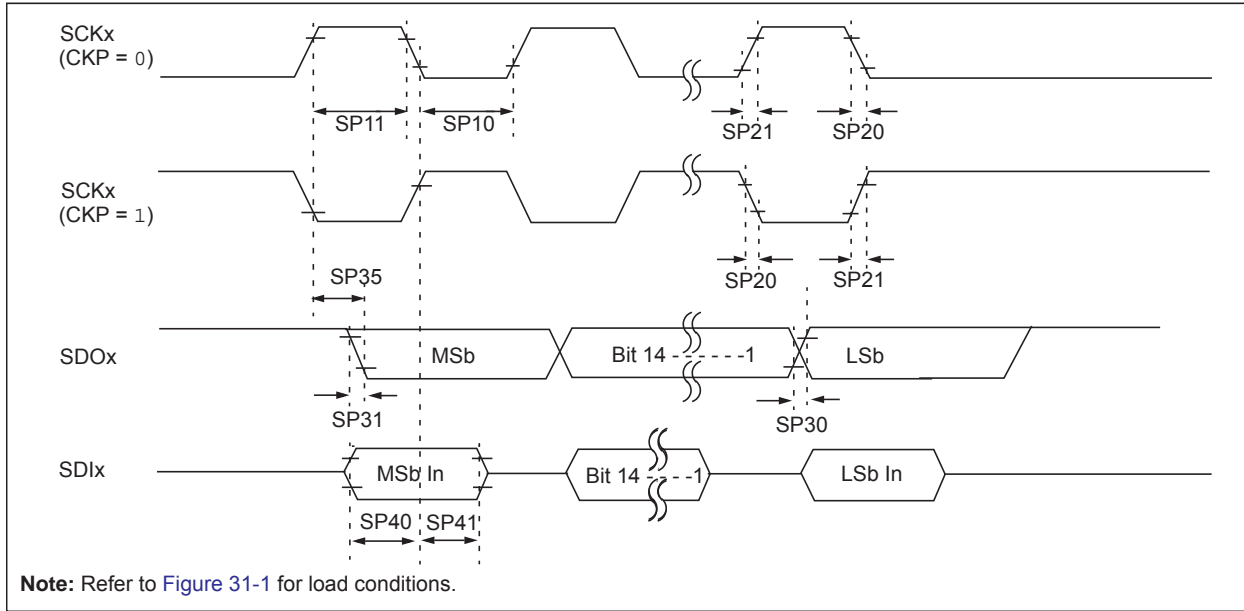 SCKx
(CKP = 0)
SP11
SP10
SP21
SP20
SCKx
(CKP = 1)
SP35
SP20
SP21
SDOx
MSb
Bit 14 - - - - - -1
LSb
SP31
SP30
SDIx
MSb In
Bit 14 - - - - -1
LSb In
SP40
SP41
Note: Refer to Figure 31-1 for load conditions.